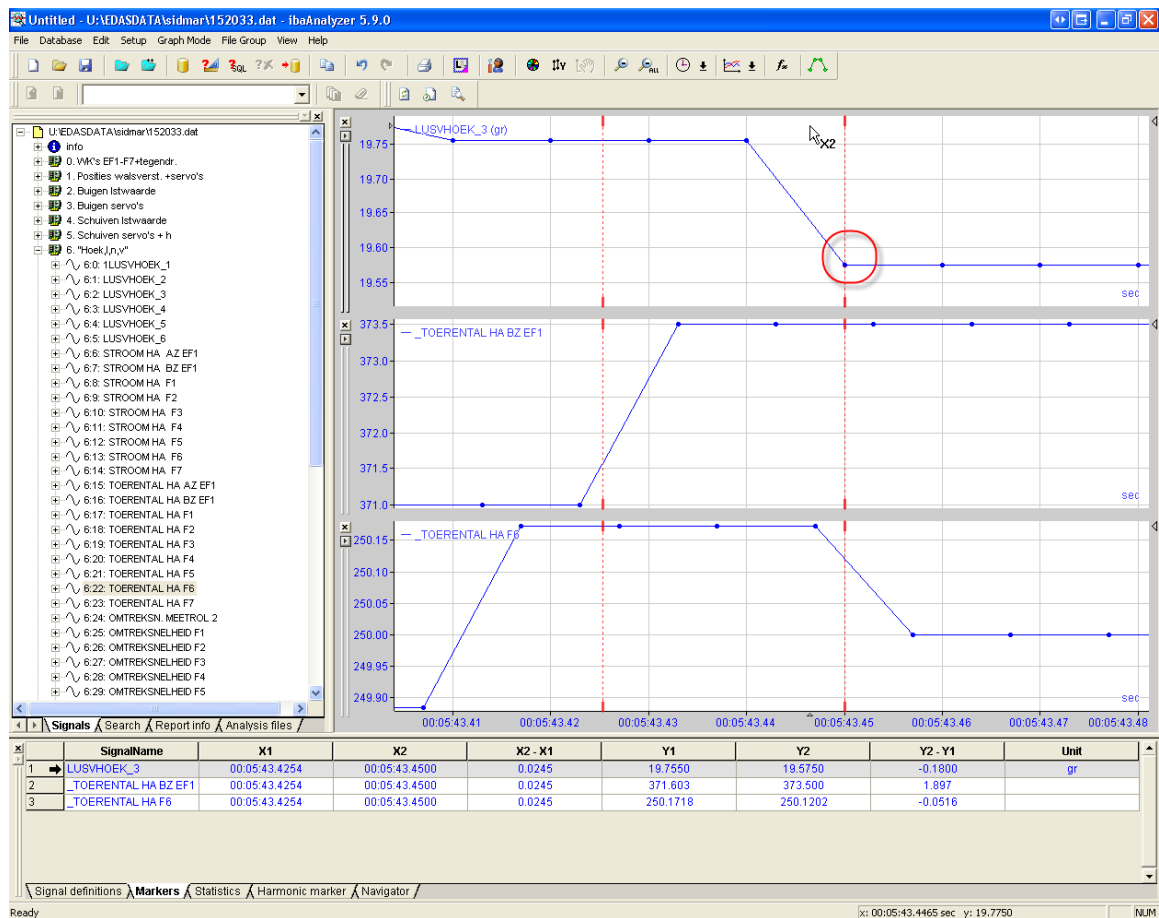 Untitled - U:\EDASDATA\sidmar\152033.dat - ibaAnalyzer 5.9.0
File Database Edit Setup Graph Mode File Group View Help
SQL ?X ALL fx
U:\EDASDATA\sidmar\152033.dat
info
0. WK's EF1-F7+tegendr.
1. Posities walsverst. +servo's
2. Buigen Istwaarde
3. Buigen servo's
4. Schuiven Istwaarde
5. Schuiven servo's + h
6. "Hoek,I,n,v"
6:0: 1LUSVHOEK_1
6:1: LUSVHOEK_2
6:2: LUSVHOEK_3
6:3: LUSVHOEK_4
6:4: LUSVHOEK_5
6:5: LUSVHOEK_6
6:6: STROOM HA AZ EF1
6:7: STROOM HA BZ EF1
6:8: STROOM HA F1
6:9: STROOM HA F2
6:10: STROOM HA F3
6:11: STROOM HA F4
6:12: STROOM HA F5
6:13: STROOM HA F6
6:14: STROOM HA F7
6:15: TOERENTAL HA AZ EF1
6:16: TOERENTAL HA BZ EF1
6:17: TOERENTAL HA F1
6:18: TOERENTAL HA F2
6:19: TOERENTAL HA F3
6:20: TOERENTAL HA F4
6:21: TOERENTAL HA F5
6:22: TOERENTAL HA F6
6:23: TOERENTAL HA F7
6:24: OMTREKSN. MEETROL 2
6:25: OMTREKSNELHEID F1
6:26: OMTREKSNELHEID F2
6:27: OMTREKSNELHEID F3
6:28: OMTREKSNELHEID F4
6:29: OMTREKSNELHEID F5
Signals Search Report info Analysis files
LUSVHOEK_3 (gr)
X2
19.75
19.70
19.65
19.60
19.55
sec
373.5
_TOERENTAL HA BZ EF1
373.0
372.5
372.0
371.5
371.0
sec
_TOERENTAL HA F6
250.15
250.10
250.05
250.00
249.95
249.90
sec
00:05:43.41 00:05:43.42 00:05:43.43 00:05:43.44 00:05:43.45 00:05:43.46 00:05:43.47 00:05:43.48
SignalName X1 X2 X2 - X1 Y1 Y2 Y2 - Y1 Unit
1 LUSVHOEK_3 00:05:43.4254 00:05:43.4500 0.0245 19.7550 19.5750 -0.1800 gr
2 _TOERENTAL HA BZ EF1 00:05:43.4254 00:05:43.4500 0.0245 371.603 373.500 1.897
3 _TOERENTAL HA F6 00:05:43.4254 00:05:43.4500 0.0245 250.1718 250.1202 -0.0516
Signal definitions Markers Statistics Harmonic marker Navigator
Ready x: 00:05:43.4465 sec y: 19.7750 NUM